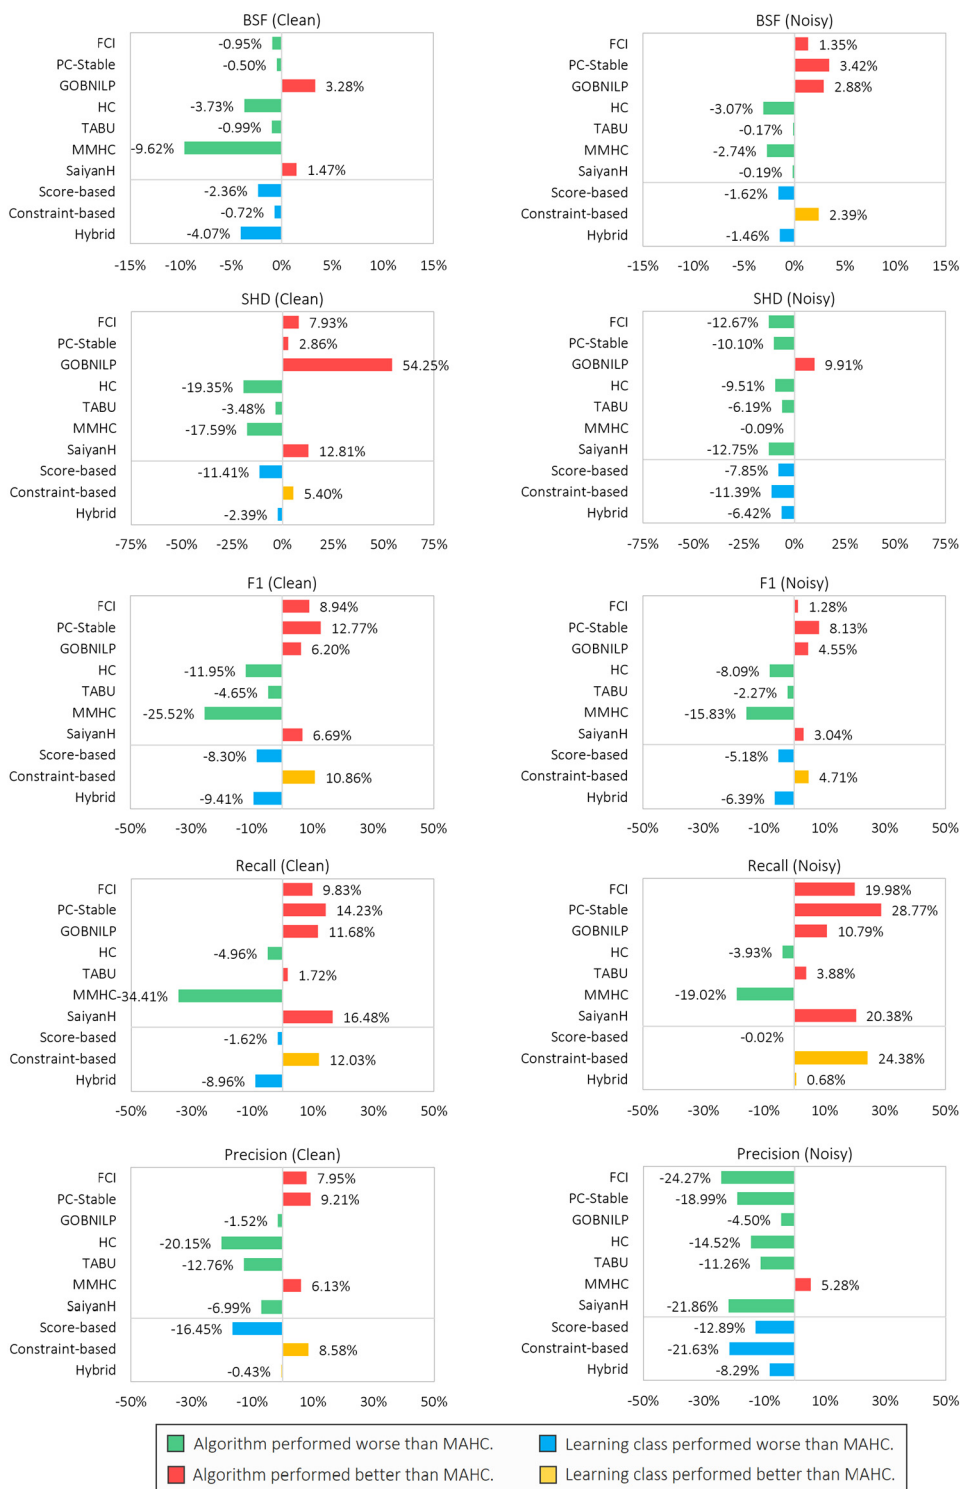 BSF (Clean)
FCI -0.95%
PC-Stable -0.50%
GOBNILP 3.28%
HC -3.73%
TABU -0.99%
MMHC -9.62%
SaiyanH 1.47%
Score-based -2.36%
Constraint-based -0.72%
Hybrid -4.07%
-15% -10% -5% 0% 5% 10% 15%
BSF (Noisy)
FCI 1.35%
PC-Stable 3.42%
GOBNILP 2.88%
HC -3.07%
TABU -0.17%
MMHC -2.74%
SaiyanH -0.19%
Score-based -1.62%
Constraint-based 2.39%
Hybrid -1.46%
-15% -10% -5% 0% 5% 10% 15%
SHD (Clean)
FCI 7.93%
PC-Stable 2.86%
GOBNILP 54.25%
HC -19.35%
TABU -3.48%
MMHC -17.59%
SaiyanH 12.81%
Score-based -11.41%
Constraint-based 5.40%
Hybrid -2.39%
-75% -50% -25% 0% 25% 50% 75%
SHD (Noisy)
FCI -12.67%
PC-Stable -10.10%
GOBNILP 9.91%
HC -9.51%
TABU -6.19%
MMHC -0.09%
SaiyanH -12.75%
Score-based -7.85%
Constraint-based -11.39%
Hybrid -6.42%
-75% -50% -25% 0% 25% 50% 75%
F1 (Clean)
FCI 8.94%
PC-Stable 12.77%
GOBNILP 6.20%
HC -11.95%
TABU -4.65%
MMHC -25.52%
SaiyanH 6.69%
Score-based -8.30%
Constraint-based 10.86%
Hybrid -9.41%
-50% -30% -10% 10% 30% 50%
F1 (Noisy)
FCI 1.28%
PC-Stable 8.13%
GOBNILP 4.55%
HC -8.09%
TABU -2.27%
MMHC -15.83%
SaiyanH 3.04%
Score-based -5.18%
Constraint-based 4.71%
Hybrid -6.39%
-50% -30% -10% 10% 30% 50%
Recall (Clean)
FCI 9.83%
PC-Stable 14.23%
GOBNILP 11.68%
HC -4.96%
TABU 1.72%
MMHC -34.41%
SaiyanH 16.48%
Score-based -1.62%
Constraint-based 12.03%
Hybrid -8.96%
-50% -30% -10% 10% 30% 50%
Recall (Noisy)
FCI 19.98%
PC-Stable 28.77%
GOBNILP 10.79%
HC -3.93%
TABU 3.88%
MMHC -19.02%
SaiyanH 20.38%
Score-based -0.02%
Constraint-based 24.38%
Hybrid 0.68%
-50% -30% -10% 10% 30% 50%
Precision (Clean)
FCI 7.95%
PC-Stable 9.21%
GOBNILP -1.52%
HC -20.15%
TABU -12.76%
MMHC 6.13%
SaiyanH -6.99%
Score-based -16.45%
Constraint-based 8.58%
Hybrid -0.43%
-50% -30% -10% 10% 30% 50%
Precision (Noisy)
FCI -24.27%
PC-Stable -18.99%
GOBNILP -4.50%
HC -14.52%
TABU -11.26%
MMHC 5.28%
SaiyanH -21.86%
Score-based -12.89%
Constraint-based -21.63%
Hybrid -8.29%
-50% -30% -10% 10% 30% 50%
Algorithm performed worse than MAHC.
Learning class performed worse than MAHC.
Algorithm performed better than MAHC.
Learning class performed better than MAHC.